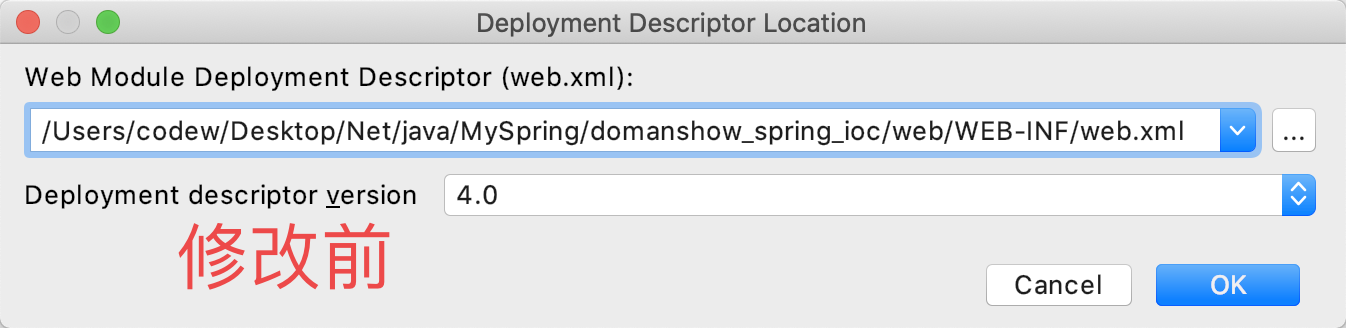 Deployment Descriptor Location
Web Module Deployment Descriptor (web.xml):
/Users/codew/Desktop/Net/java/MySpring/domanshow_spring_ioc/web/WEB-INF/web.xml ...
Deployment descriptor version 4.0
修改前
Cancel OK